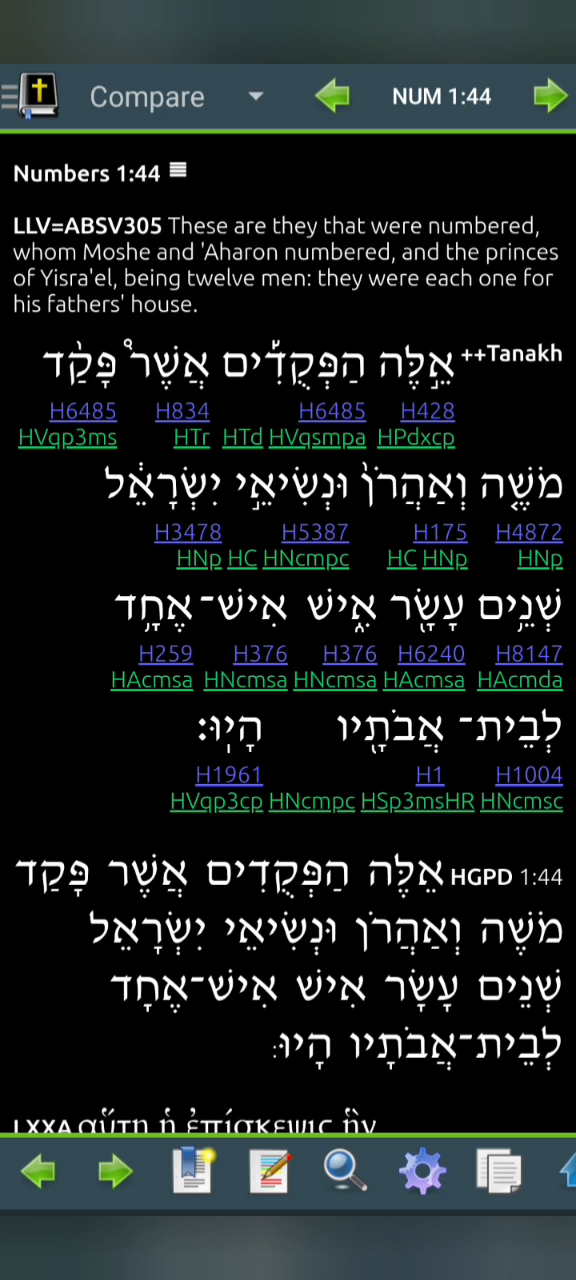 Compare NUM 1:44
Numbers 1:44
LLV=ABSV305 These are they that were numbered,
whom Moshe and 'Aharon numbered, and the princes
of Yisra'el, being twelve men: they were each one for
his fathers' house.
++Tanakh אֵ֣לֶּה הַפְּקֻדִ֡ים אֲשֶׁר֩ פָּקַ֨ד
H6485 H834 H6485 H428
HVqp3ms HTr HTd HVqsmpa HPdxcp
מֹשֶׁ֤ה וְאַהֲרֹן֙ וּנְשִׂיאֵ֣י יִשְׂרָאֵ֔ל
H3478 H5387 H175 H4872
HNp HC HNcmpc HC HNp HNp
שְׁנֵ֥ים עָשָׂ֖ר אִ֑ישׁ אִישׁ־ אֶחָ֥ד
H259 H376 H376 H6240 H8147
HAcmsa HNcmsa HNcmsa HAcmsa HAcmda
לְבֵית־ אֲבֹתָ֖יו הָיֽוּ׃
H1961 H1 H1004
HVqp3cp HNcmpc HSp3msHR HNcmsc
HGPD 1:44 אֵלֶּה הַפְּקֻדִים אֲשֶׁר פָּקַד
מֹשֶׁה וְאַהֲרֹן וּנְשִׂיאֵי יִשְׂרָאֵל
שְׁנֵים עָשָׂר אִישׁ אִישׁ־אֶחָד
לְבֵית־אֲבֹתָיו הָיוּ׃
LXXA αὕτη ἡ ἐπίσκεψις ἣν